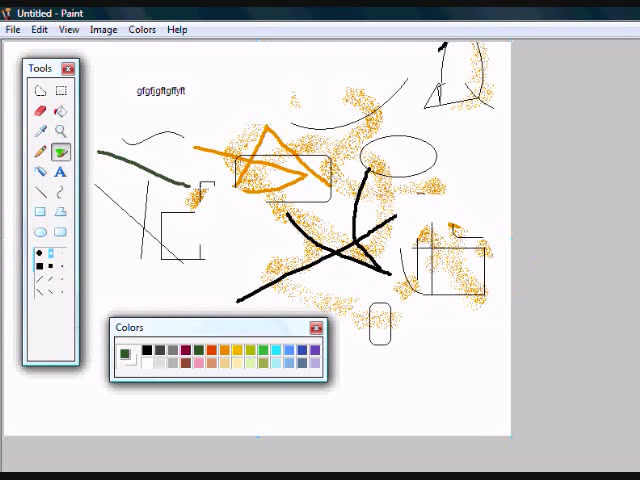 Untitled - Paint
File Edit View Image Colors Help
Tools
gfgfjgftgffyft
A
Colors